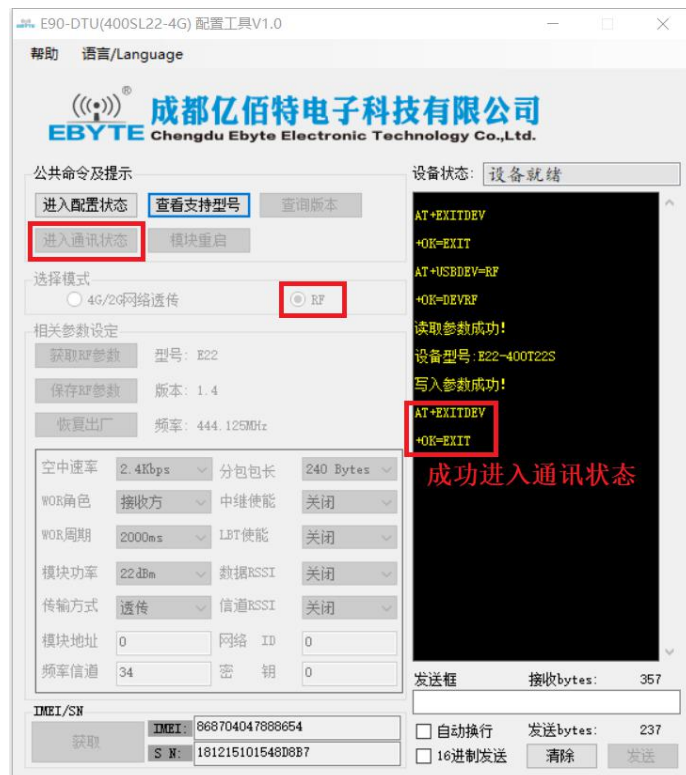 E90-DTU(400SL22-4G) 配置工具V1.0
帮助 语言/Language
((·))® 成都亿佰特电子科技有限公司
EBYTE Chengdu Ebyte Electronic Technology Co.,Ltd.
公共命令及提示
进入配置状态 查看支持型号 查询版本
进入通讯状态 模块重启
选择模式
4G/2G网络透传 RF
相关参数设定
获取RF参数 型号: E22
保存RF参数 版本: 1.4
恢复出厂 频率: 444.125MHz
空中速率 2.4Kbps 分包包长 240 Bytes
WOR角色 接收方 中继使能 关闭
WOR周期 2000ms LBT使能 关闭
模块功率 22dBm 数据RSSI 关闭
传输方式 透传 信道RSSI 关闭
模块地址 0 网络 ID 0
频率信道 34 密 钥 0
IMEI/SN
获取 IMEI: 868704047888654
S N: 181215101548D8B7
设备状态: 设备就绪
AT+EXITDEV
+OK=EXIT
AT+USBDEV=RF
+OK=DEVRF
读取参数成功!
设备型号:E22-400T22S
写入参数成功!
AT+EXITDEV
+OK=EXIT
成功进入通讯状态
发送框 接收bytes: 357
自动换行 发送bytes: 237
16进制发送 清除 发送